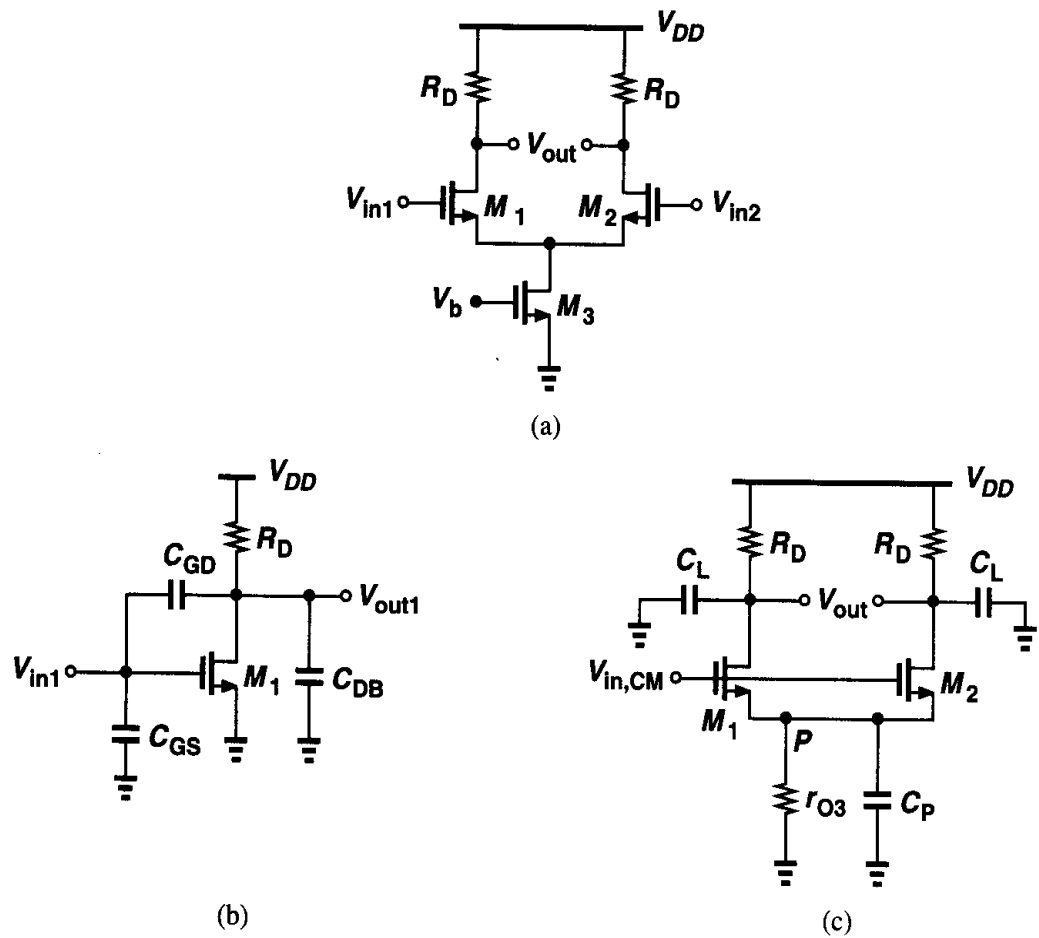 V_DD
R_D
R_D
V_out
V_in1
M_1
M_2
V_in2
V_b
M_3
(a)
V_DD
R_D
C_GD
V_out1
V_in1
M_1
C_DB
C_GS
(b)
V_DD
R_D
R_D
C_L
C_L
V_out
V_in,CM
M_1
M_2
P
r_O3
C_P
(c)